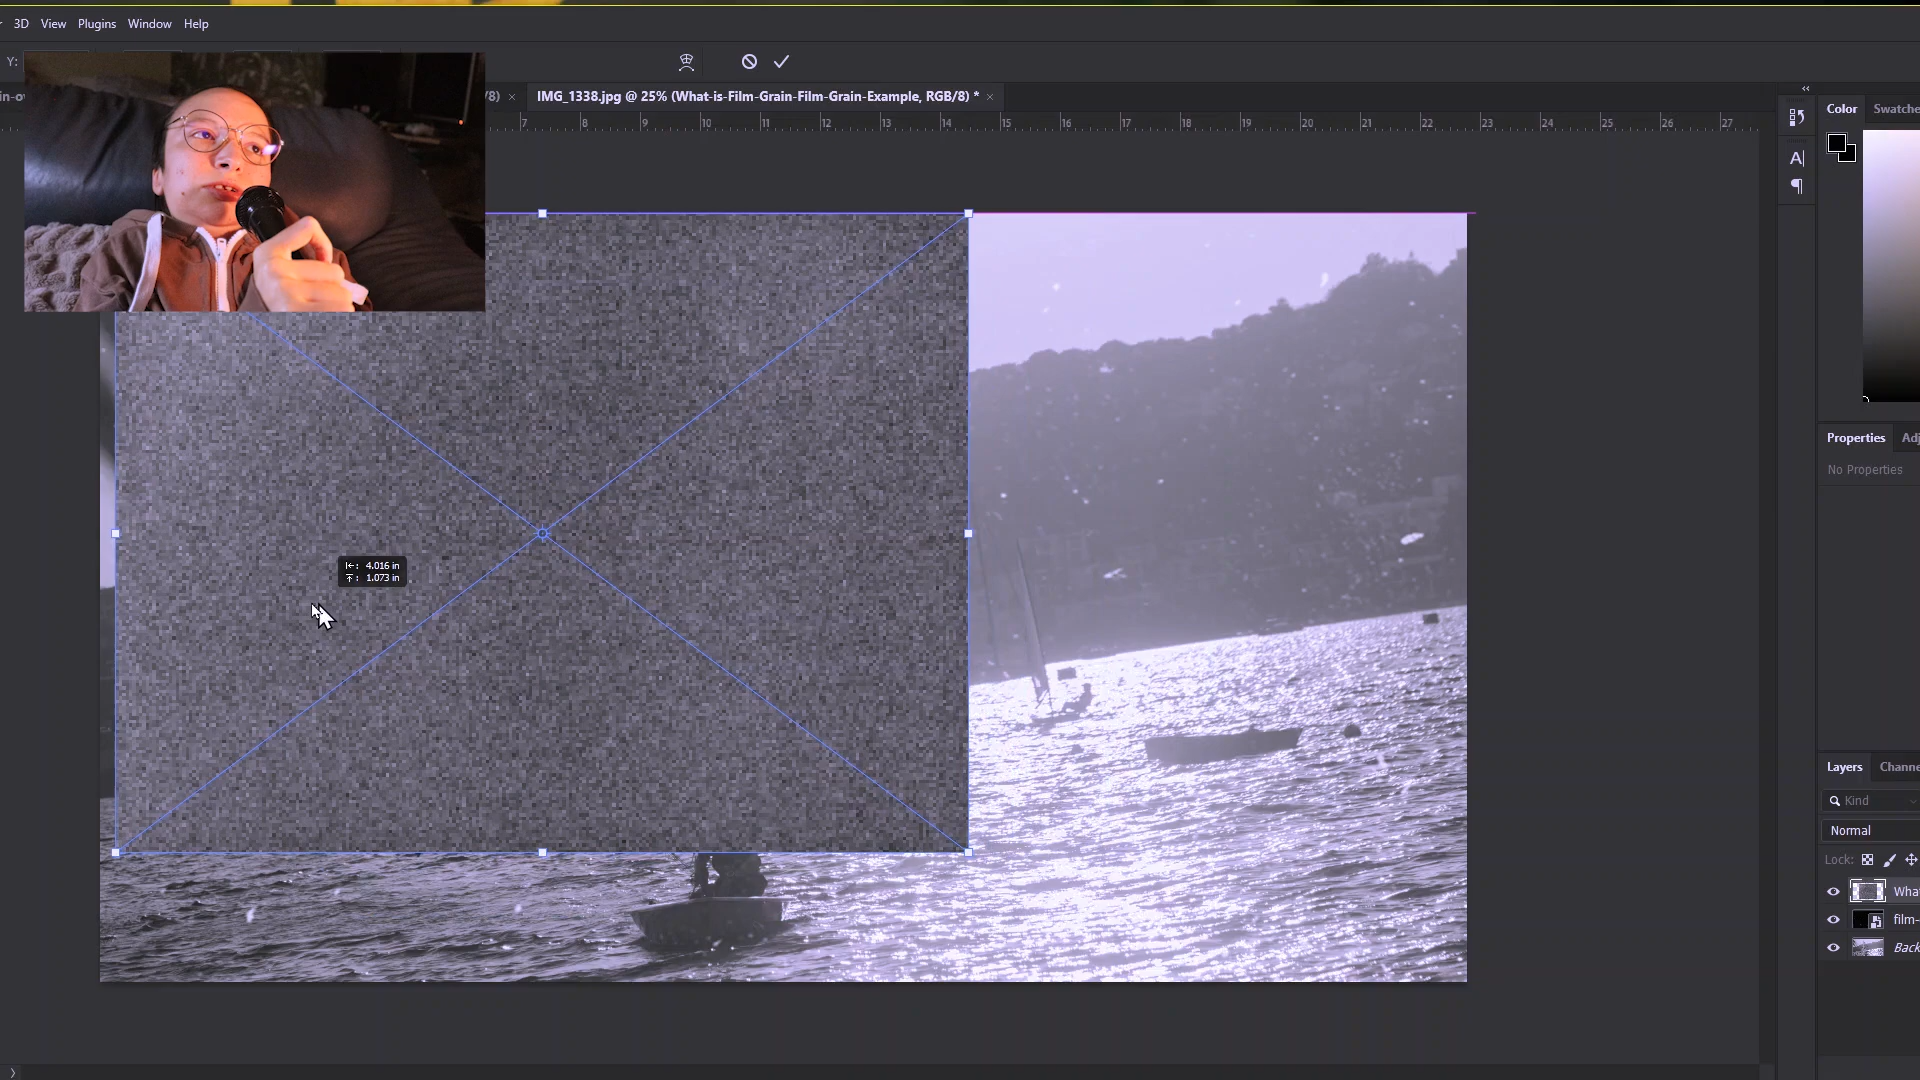 3D View Plugins Window Help
Y:
/8) × IMG_1338.jpg @ 25% (What-is-Film-Grain-Film-Grain-Example, RGB/8) * ×
7 8 9 10 11 12 13 14 15 16 17 18 19 20 21 22 23 24 25 26 27
Color Swatche
A|
¶
4.016 in
1.073 in
Properties Adj
No Properties
Layers Channe
Kind
Normal
Lock:
What
film-
Back